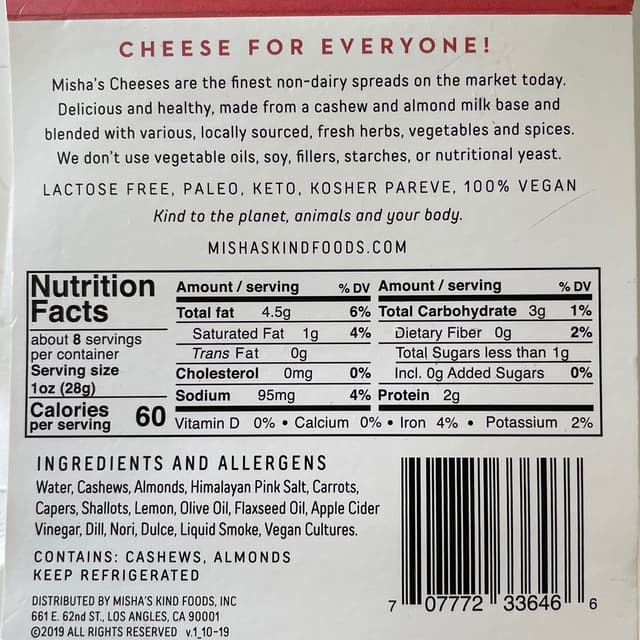 CHEESE FOR EVERYONE!
Misha's Cheeses are the finest non-dairy spreads on the market today.
Delicious and healthy, made from a cashew and almond milk base and
blended with various, locally sourced, fresh herbs, vegetables and spices.
We don't use vegetable oils, soy, fillers, starches, or nutritional yeast.
LACTOSE FREE, PALEO, KETO, KOSHER PAREVE, 100% VEGAN
Kind to the planet, animals and your body.
MISHASKINDFOODS.COM
Nutrition
Facts
about 8 servings
per container
Serving size
1oz (28g)
Calories
per serving 60
Amount / serving % DV
Total fat 4.5g 6%
Saturated Fat 1g 4%
Trans Fat 0g
Cholesterol 0mg 0%
Sodium 95mg 4%
Amount / serving % DV
Total Carbohydrate 3g 1%
Dietary Fiber 0g 2%
Total Sugars less than 1g
Incl. 0g Added Sugars 0%
Protein 2g
Vitamin D 0% • Calcium 0% • Iron 4% • Potassium 2%
INGREDIENTS AND ALLERGENS
Water, Cashews, Almonds, Himalayan Pink Salt, Carrots,
Capers, Shallots, Lemon, Olive Oil, Flaxseed Oil, Apple Cider
Vinegar, Dill, Nori, Dulce, Liquid Smoke, Vegan Cultures.
CONTAINS: CASHEWS, ALMONDS
KEEP REFRIGERATED
DISTRIBUTED BY MISHA'S KIND FOODS, INC
661 E. 62nd ST., LOS ANGLES, CA 90001
©2019 ALL RIGHTS RESERVED v.1_10-19
7 07772 33646 6